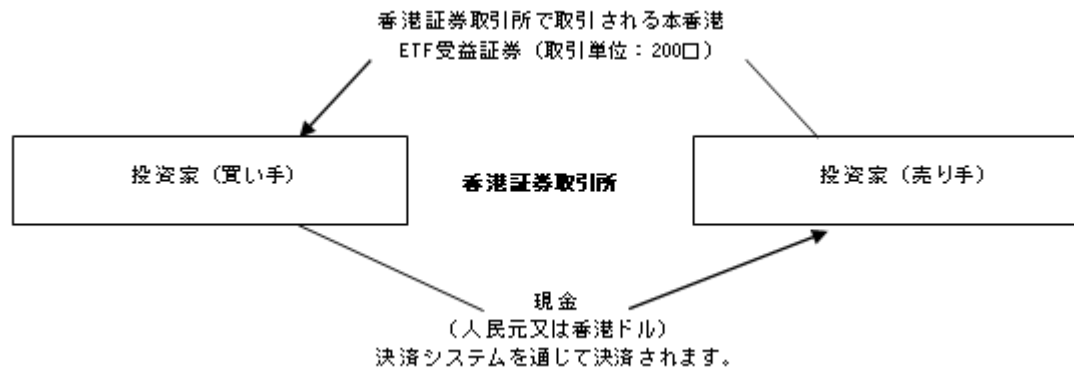 香港証券取引所で取引される本香港
ETF受益証券（取引単位：200口）
投資家（買い手）
香港証券取引所
投資家（売り手）
現金
（人民元又は香港ドル）
決済システムを通じて決済されます。